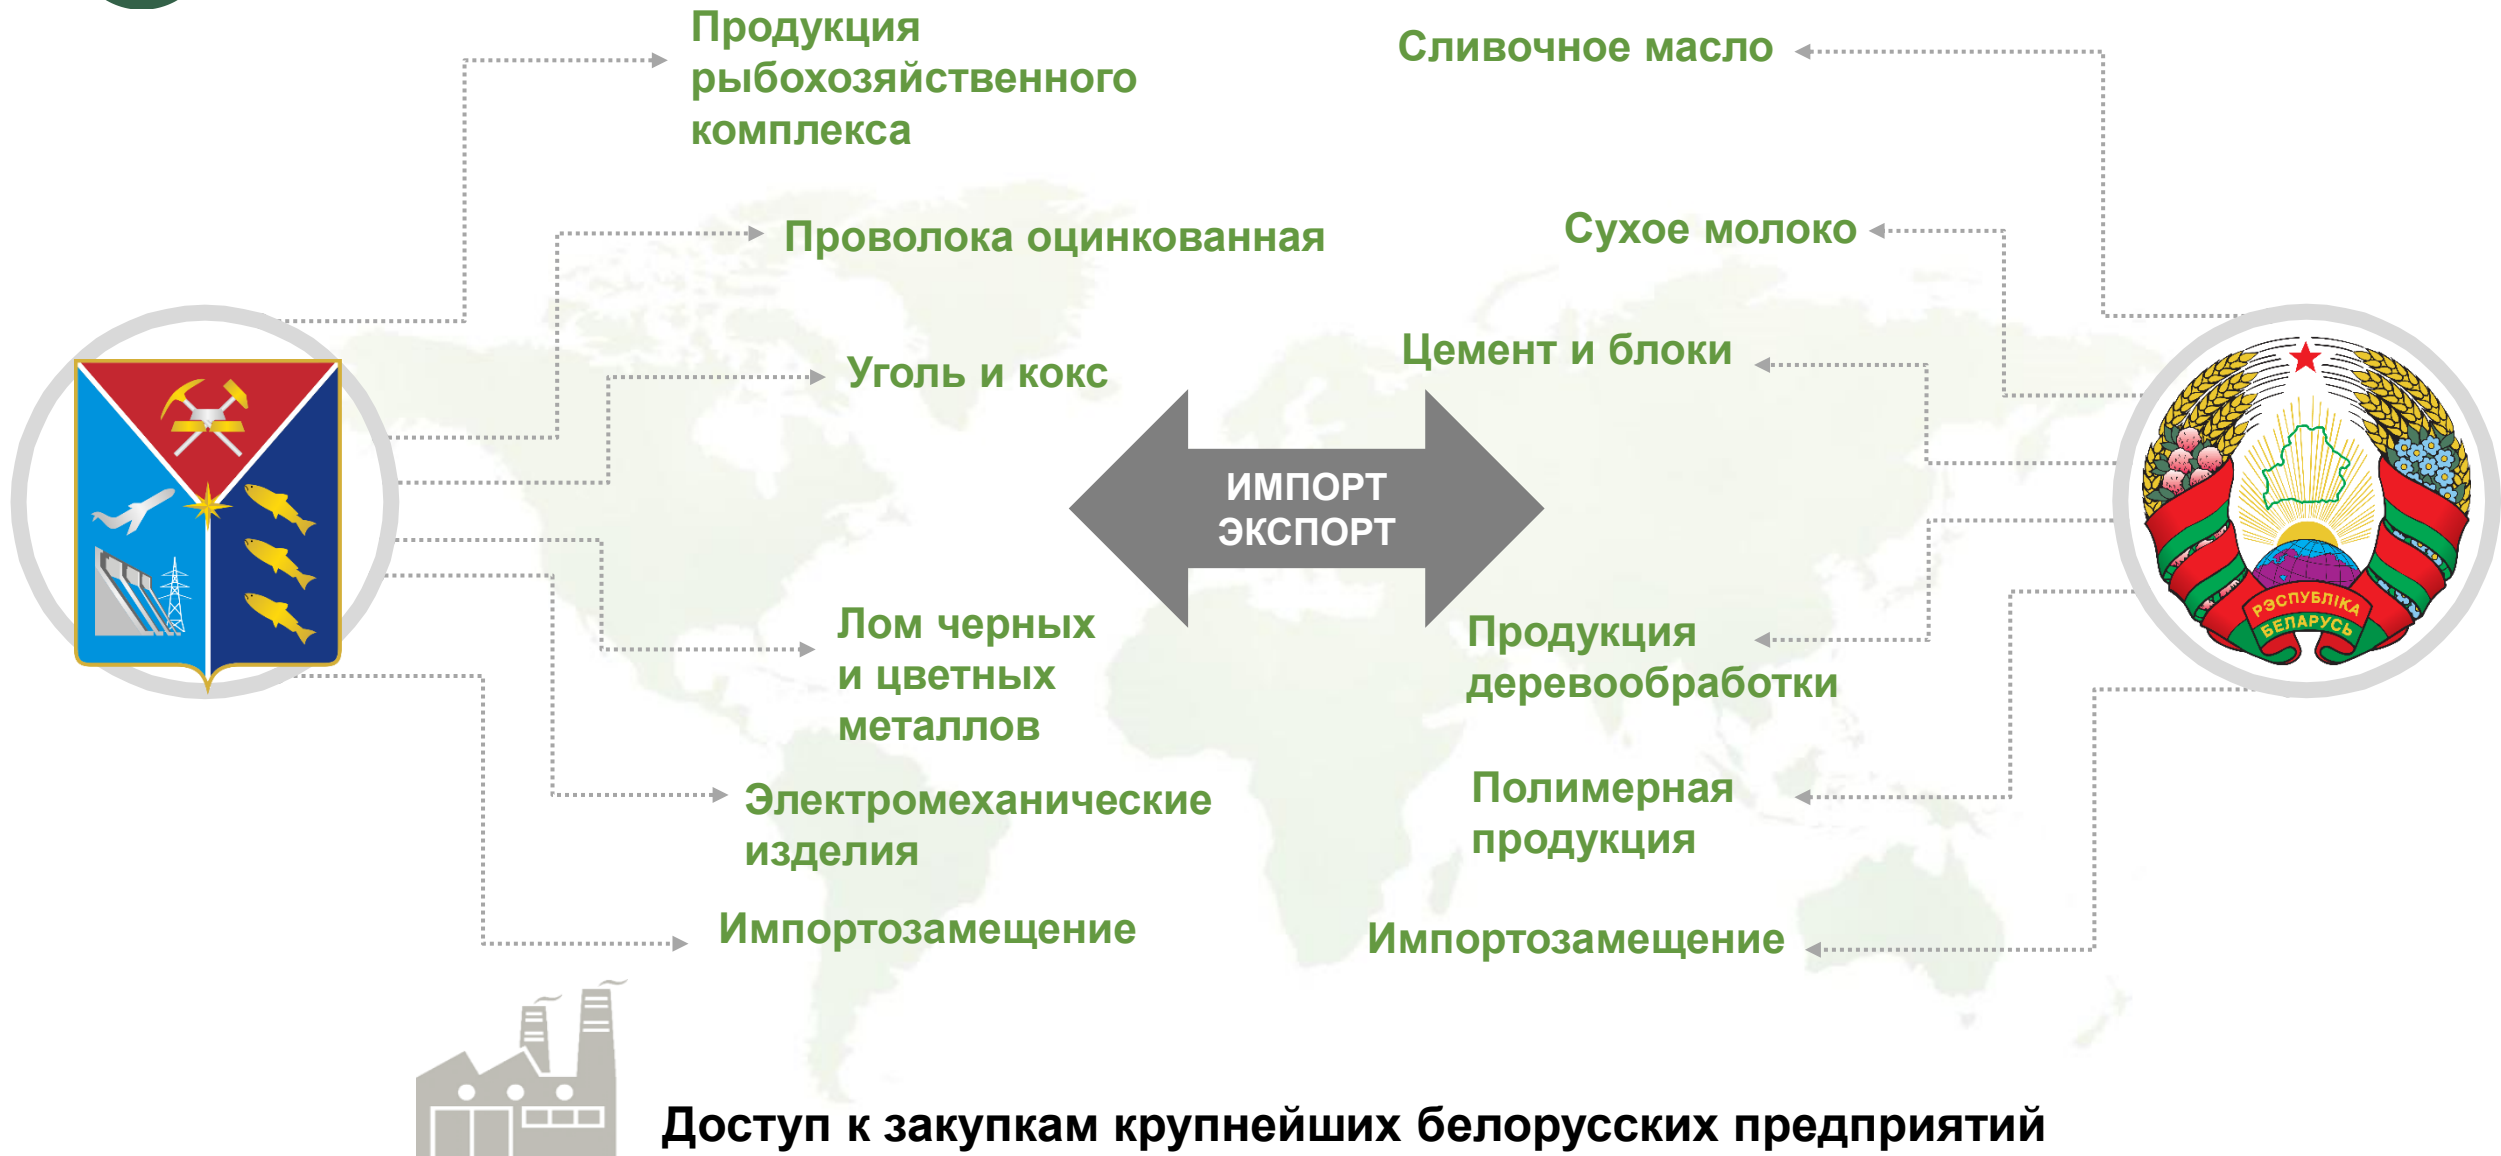 Продукция
рыбохозяйственного
комплекса
Проволока оцинкованная
Уголь и кокс
Лом черных
и цветных
металлов
Электромеханические
изделия
Импортозамещение
ИМПОРТ
ЭКСПОРТ
Сливочное масло
Сухое молоко
Цемент и блоки
Продукция
деревообработки
Полимерная
продукция
Импортозамещение
РЭСПУБЛІКА
БЕЛАРУСЬ
Доступ к закупкам крупнейших белорусских предприятий